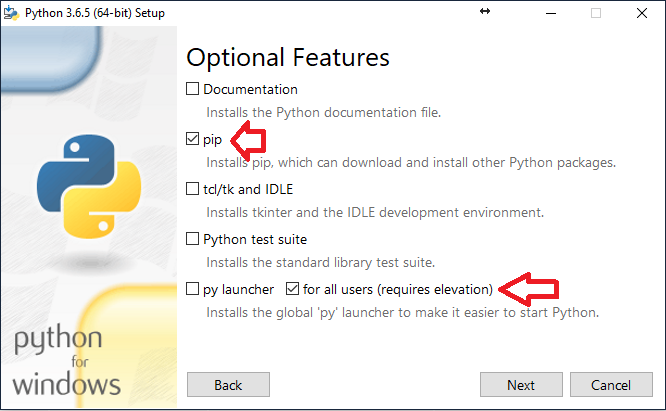 Python 3.6.5 (64-bit) Setup
Optional Features
Documentation
Installs the Python documentation file.
pip
Installs pip, which can download and install other Python packages.
tcl/tk and IDLE
Installs tkinter and the IDLE development environment.
Python test suite
Installs the standard library test suite.
py launcher for all users (requires elevation)
Installs the global 'py' launcher to make it easier to start Python.
python
for
windows
Back Next Cancel